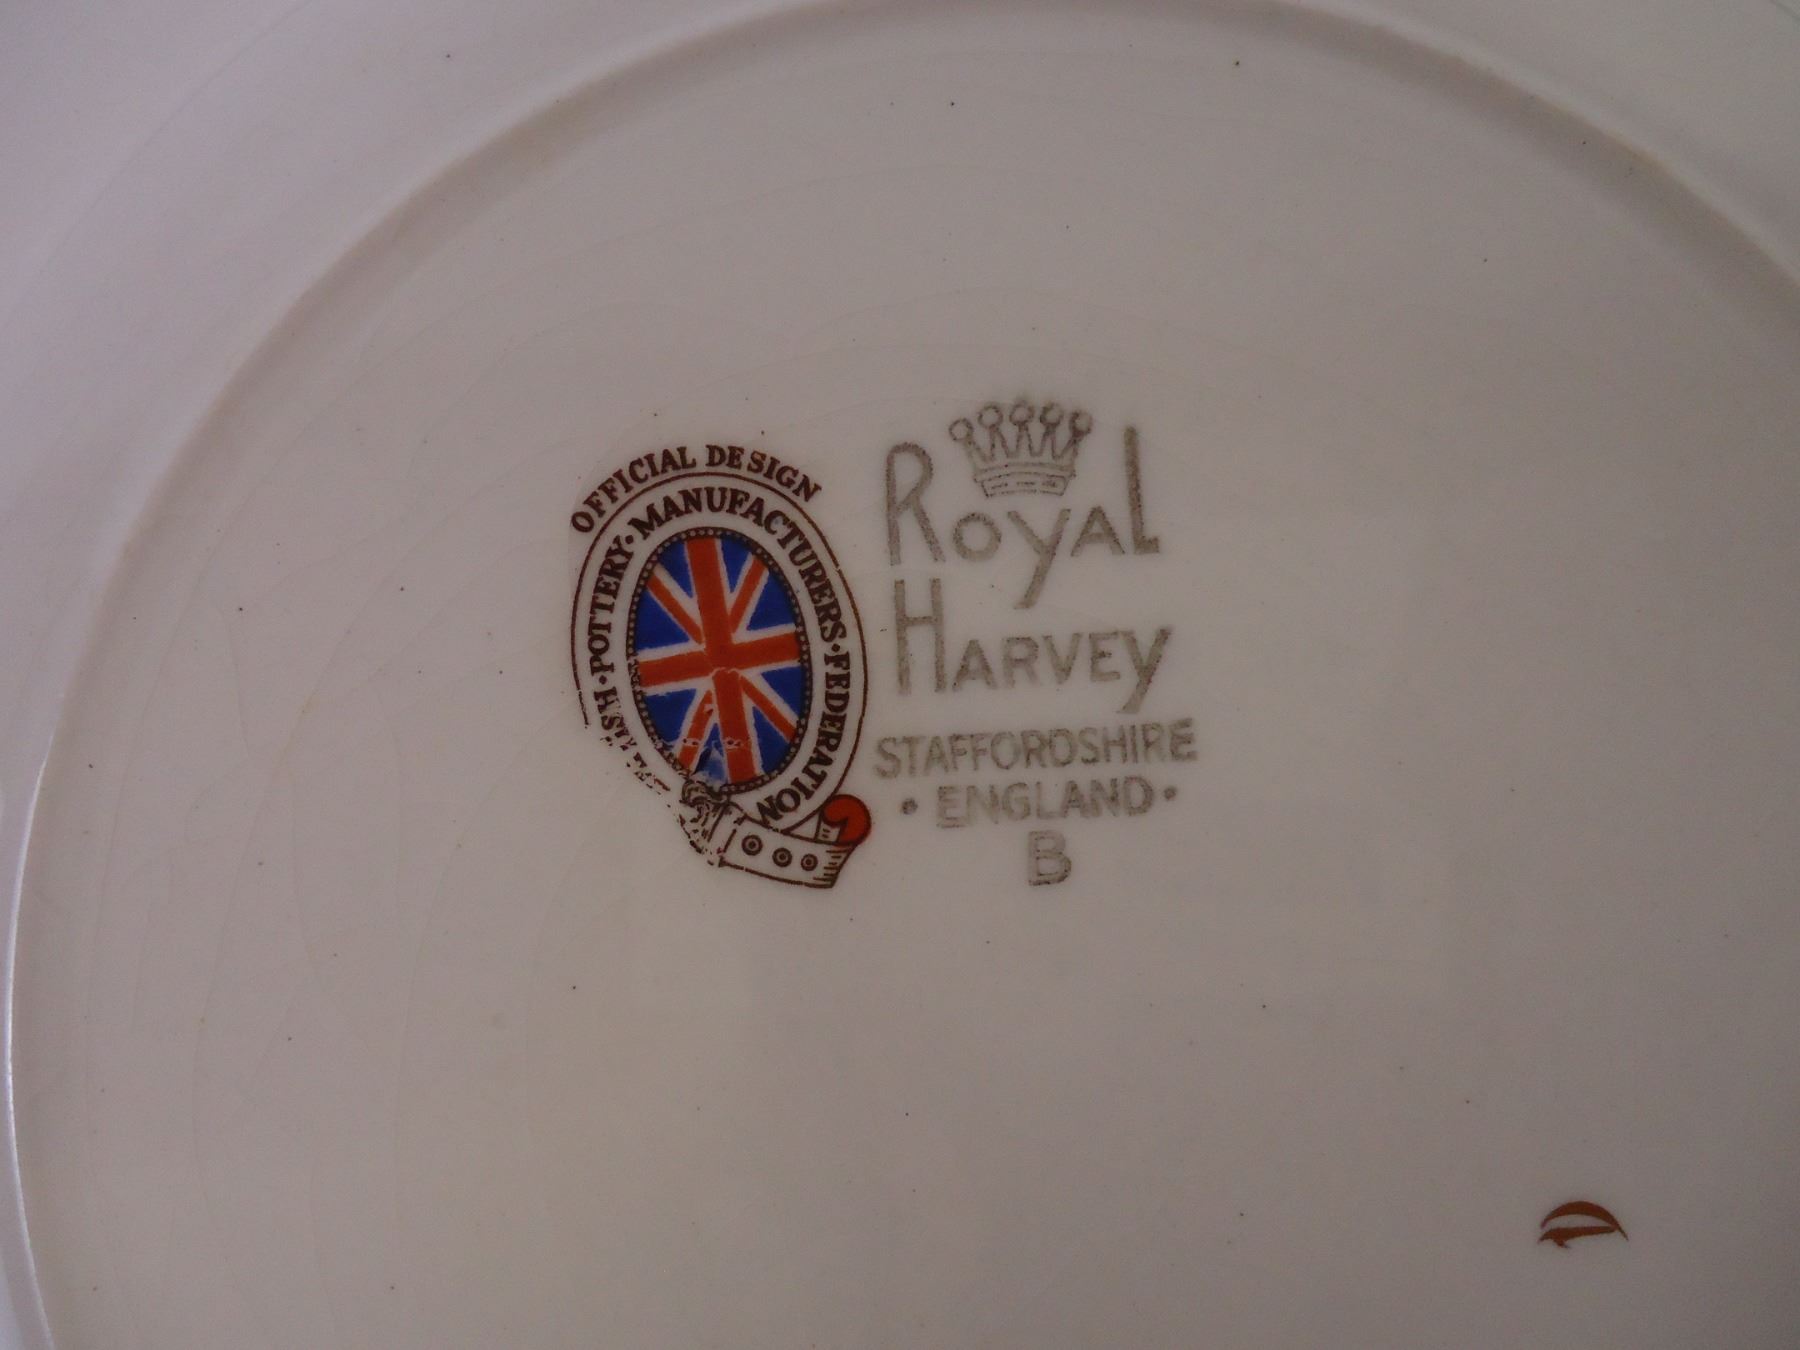 OFFICIAL DESIGN
·POTTERY·MANUFACTURERS·FEDERATION
ROYAL
HARVEY
STAFFORDSHIRE
·ENGLAND·
B